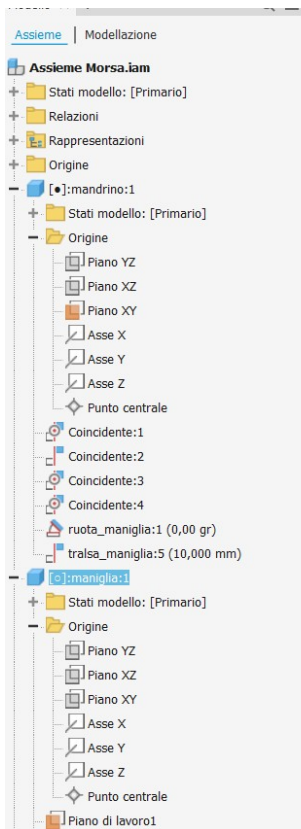 Assieme | Modellazione
Assieme Morsa.iam
Stati modello: [Primario]
Relazioni
Rappresentazioni
Origine
[●]:mandrino:1
Stati modello: [Primario]
Origine
Piano YZ
Piano XZ
Piano XY
Asse X
Asse Y
Asse Z
Punto centrale
Coincidente:1
Coincidente:2
Coincidente:3
Coincidente:4
ruota_maniglia:1 (0,00 gr)
tralsa_maniglia:5 (10,000 mm)
[○]:maniglia:1
Stati modello: [Primario]
Origine
Piano YZ
Piano XZ
Piano XY
Asse X
Asse Y
Asse Z
Punto centrale
Piano di lavoro1